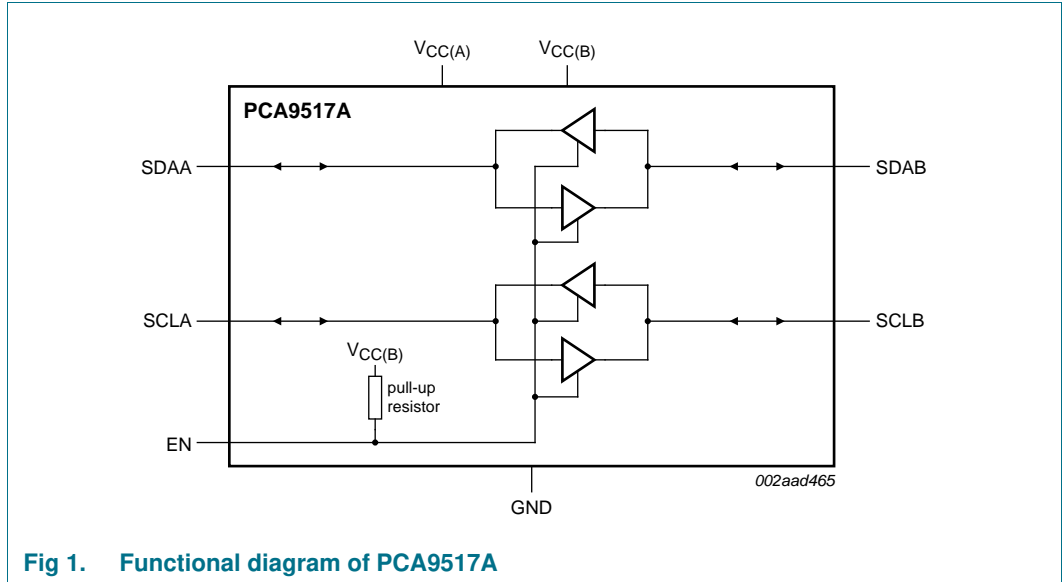 VCC(A) VCC(B)
PCA9517A
SDAA SDAB
SCLA SCLB
VCC(B)
pull-up
resistor
EN
002aad465
GND
Fig 1. Functional diagram of PCA9517A